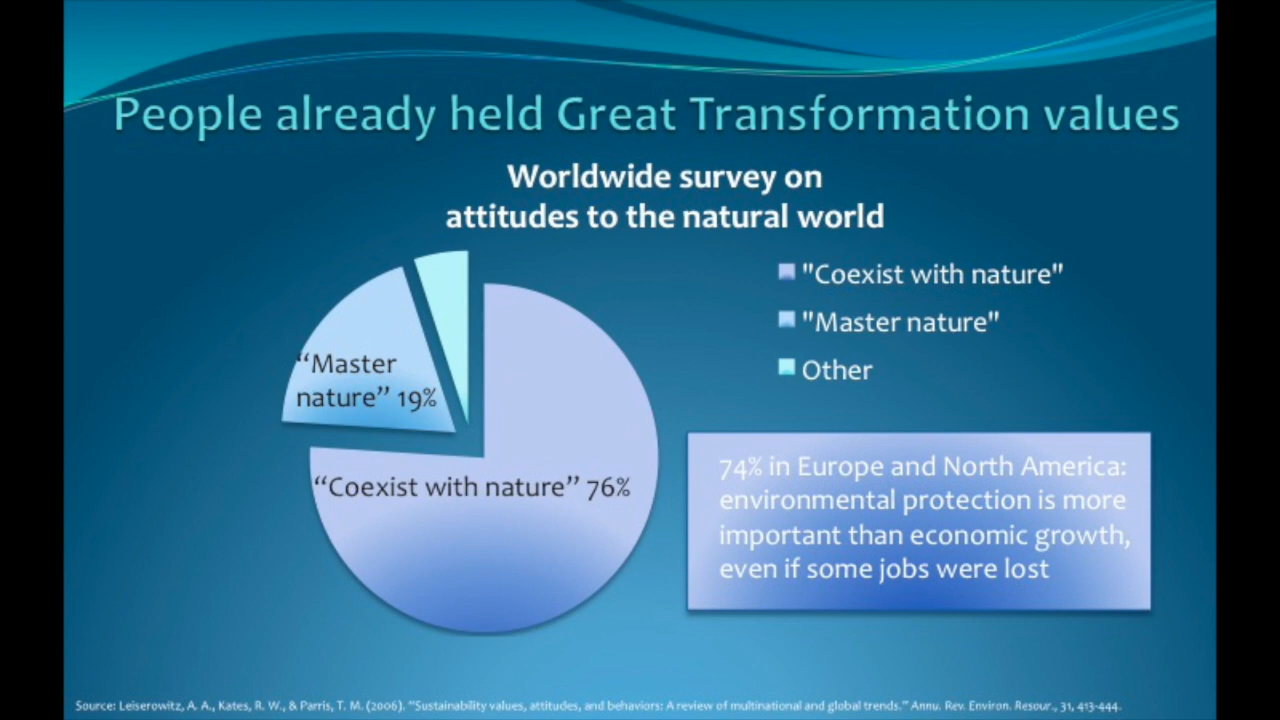 People already held Great Transformation values
Worldwide survey on
attitudes to the natural world
"Coexist with nature"
"Master nature"
Other
“Master
nature” 19%
“Coexist with nature” 76%
74% in Europe and North America:
environmental protection is more
important than economic growth,
even if some jobs were lost
Source: Leiserowitz, A. A., Kates, R. W., & Parris, T. M. (2006). “Sustainability values, attitudes, and behaviors: A review of multinational and global trends.” Annu. Rev. Environ. Resour., 31, 413-444.